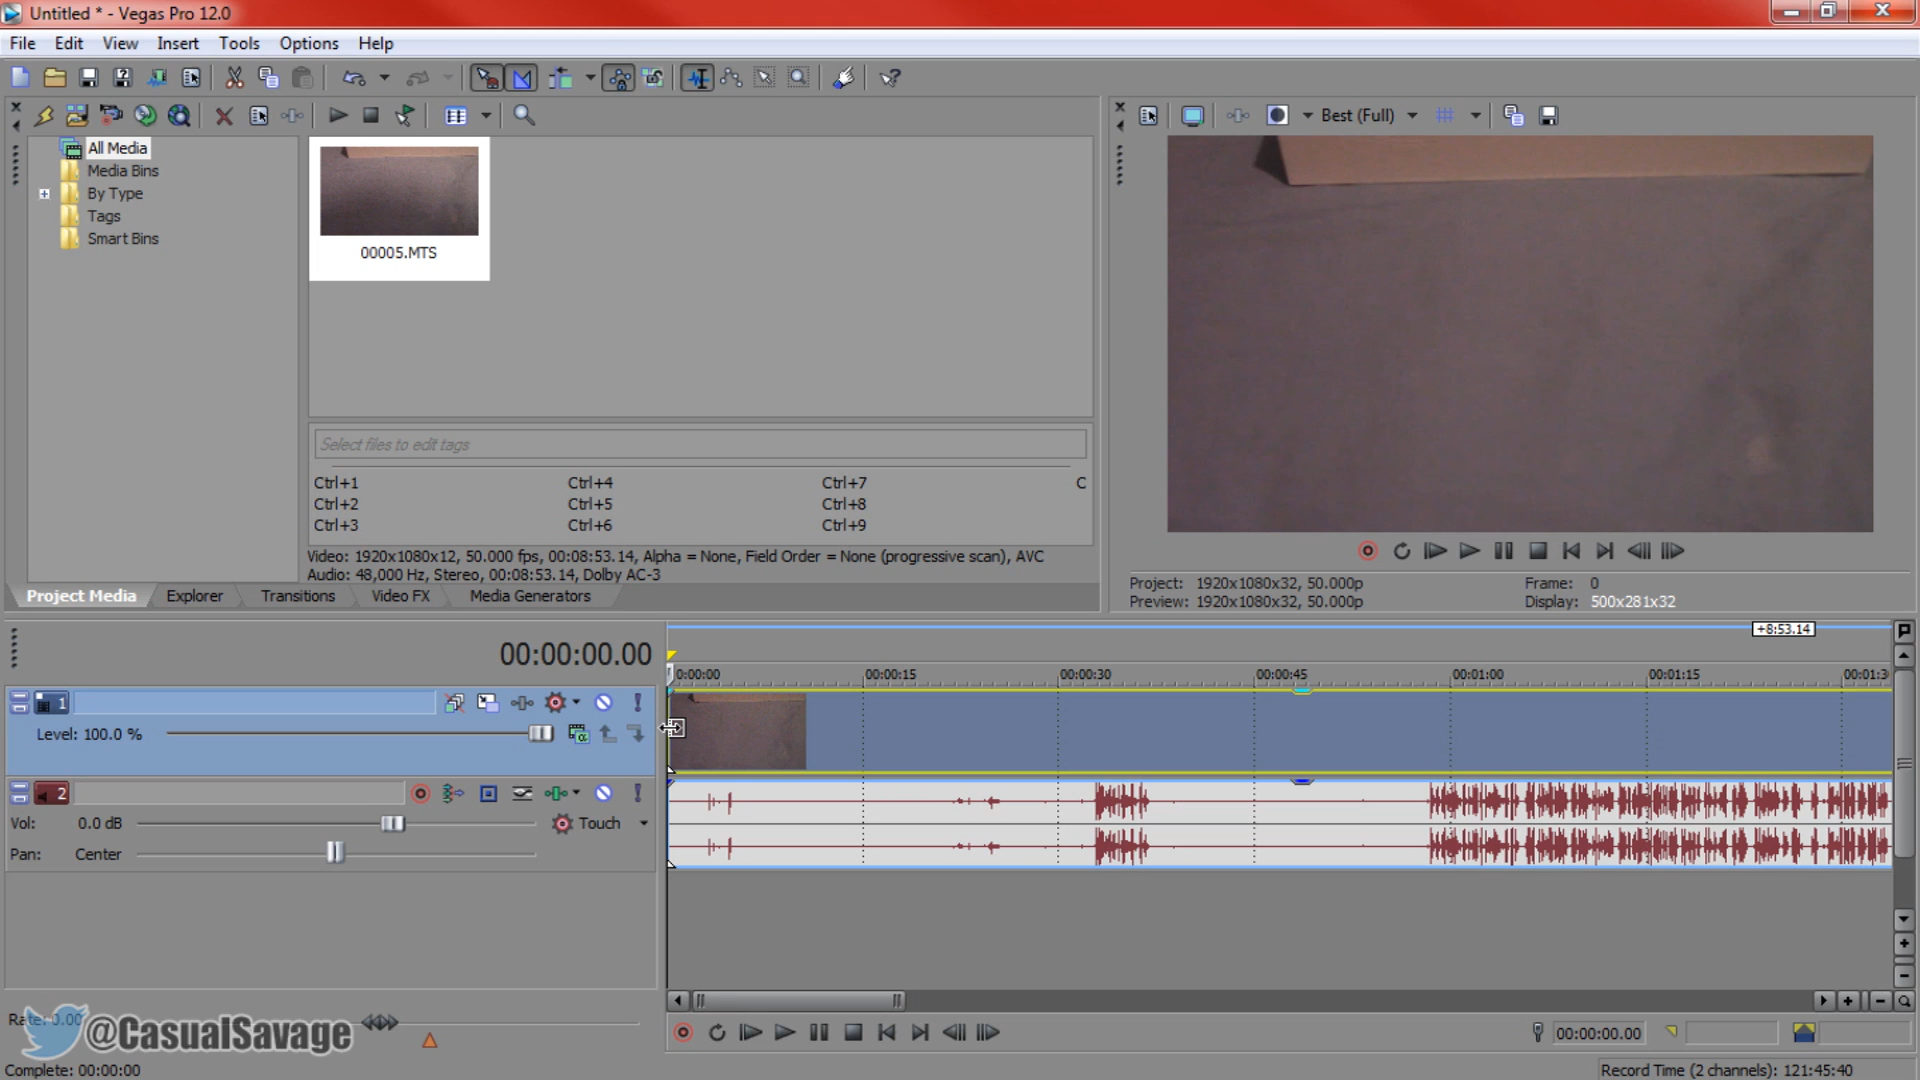 Untitled * - Vegas Pro 12.0
File Edit View Insert Tools Options Help
All Media
Media Bins
By Type
Tags
Smart Bins
00005.MTS
Best (Full)
Select files to edit tags
Ctrl+1 Ctrl+4 Ctrl+7 C
Ctrl+2 Ctrl+5 Ctrl+8
Ctrl+3 Ctrl+6 Ctrl+9
Video: 1920x1080x12, 50.000 fps, 00:08:53.14, Alpha = None, Field Order = None (progressive scan), AVC
Audio: 48,000 Hz, Stereo, 00:08:53.14, Dolby AC-3
Project Media Explorer Transitions Video FX Media Generators
Project: 1920x1080x32, 50.000p Frame: 0
Preview: 1920x1080x32, 50.000p Display: 500x281x32
+8:53.14
00:00:00.00
0:00:00 00:00:15 00:00:30 00:00:45 00:01:00 00:01:15 00:01:3
1
Level: 100.0 %
2
Vol: 0.0 dB Touch
Pan: Center
Rate: 0.00
@CasualSavage
00:00:00.00
Complete: 00:00:00
Record Time (2 channels): 121:45:40